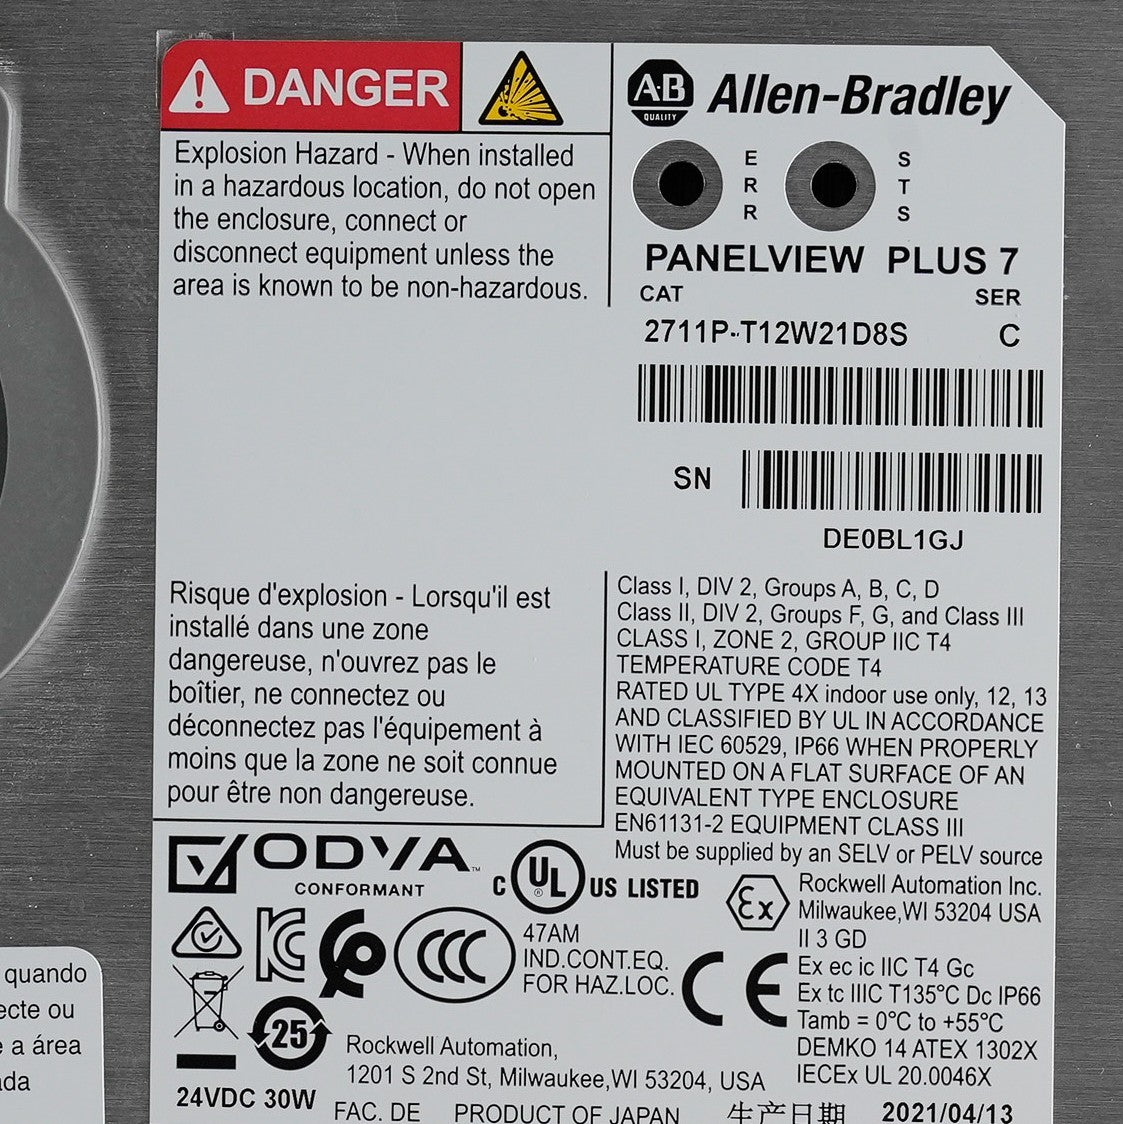 DANGER
Explosion Hazard - When installed
in a hazardous location, do not open
the enclosure, connect or
disconnect equipment unless the
area is known to be non-hazardous.
A·B
QUALITY
Allen-Bradley
ERR
STS
PANELVIEW PLUS 7
CAT
SER
2711P-T12W21D8S
C
SN
DE0BL1GJ
Risque d'explosion - Lorsqu'il est
installé dans une zone
dangereuse, n'ouvrez pas le
boîtier, ne connectez ou
déconnectez pas l'équipement à
moins que la zone ne soit connue
pour être non dangereuse.
Class I, DIV 2, Groups A, B, C, D
Class II, DIV 2, Groups F, G, and Class III
CLASS I, ZONE 2, GROUP IIC T4
TEMPERATURE CODE T4
RATED UL TYPE 4X indoor use only, 12, 13
AND CLASSIFIED BY UL IN ACCORDANCE
WITH IEC 60529, IP66 WHEN PROPERLY
MOUNTED ON A FLAT SURFACE OF AN
EQUIVALENT TYPE ENCLOSURE
EN61131-2 EQUIPMENT CLASS III
Must be supplied by an SELV or PELV source
ODVA™
CONFORMANT
C UL® US LISTED
47AM
IND.CONT.EQ.
FOR HAZ.LOC.
KC
CCC
CE
Ex
Rockwell Automation Inc.
Milwaukee,WI 53204 USA
II 3 GD
Ex ec ic IIC T4 Gc
Ex tc IIIC T135°C Dc IP66
Tamb = 0°C to +55°C
DEMKO 14 ATEX 1302X
IECEx UL 20.0046X
25
24VDC 30W
Rockwell Automation,
1201 S 2nd St, Milwaukee,WI 53204, USA
FAC. DE PRODUCT OF JAPAN 生产日期 2021/04/13
quando
ecte ou
e a área
ada